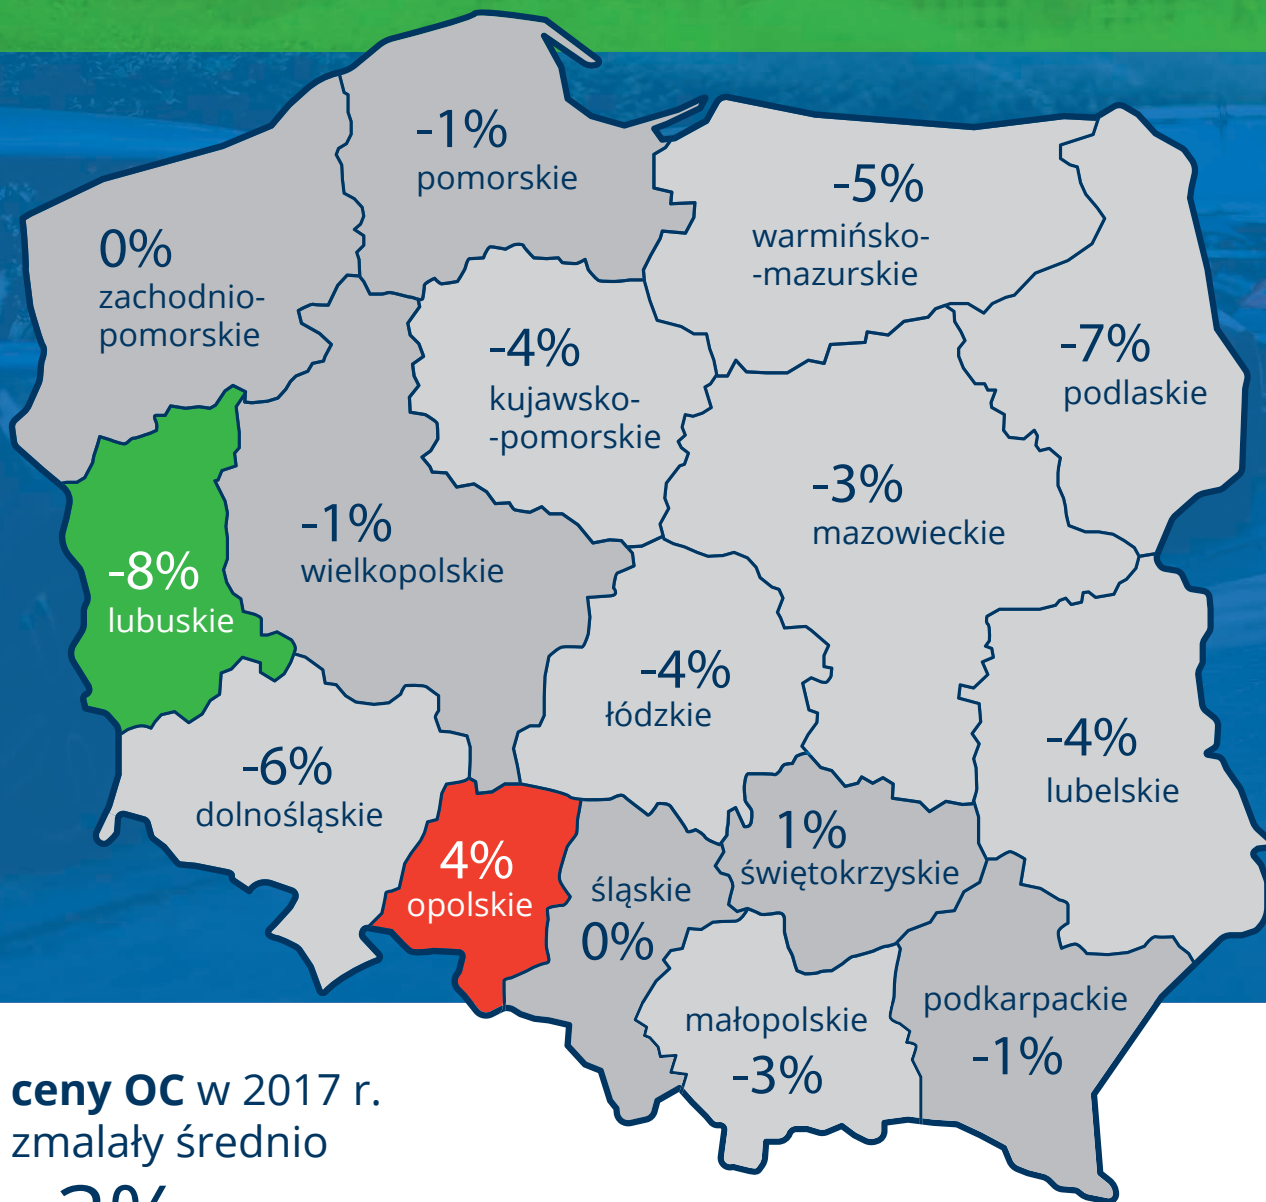 -1%
pomorskie
-5%
warmińsko-
-mazurskie
0%
zachodnio-
pomorskie
-4%
kujawsko-
-pomorskie
-7%
podlaskie
-3%
mazowieckie
-1%
wielkopolskie
-8%
lubuskie
-4%
łódzkie
-4%
lubelskie
-6%
dolnośląskie
4%
opolskie
śląskie
0%
1%
świętokrzyskie
małopolskie
-3%
podkarpackie
-1%
ceny OC w 2017 r.
zmalały średnio